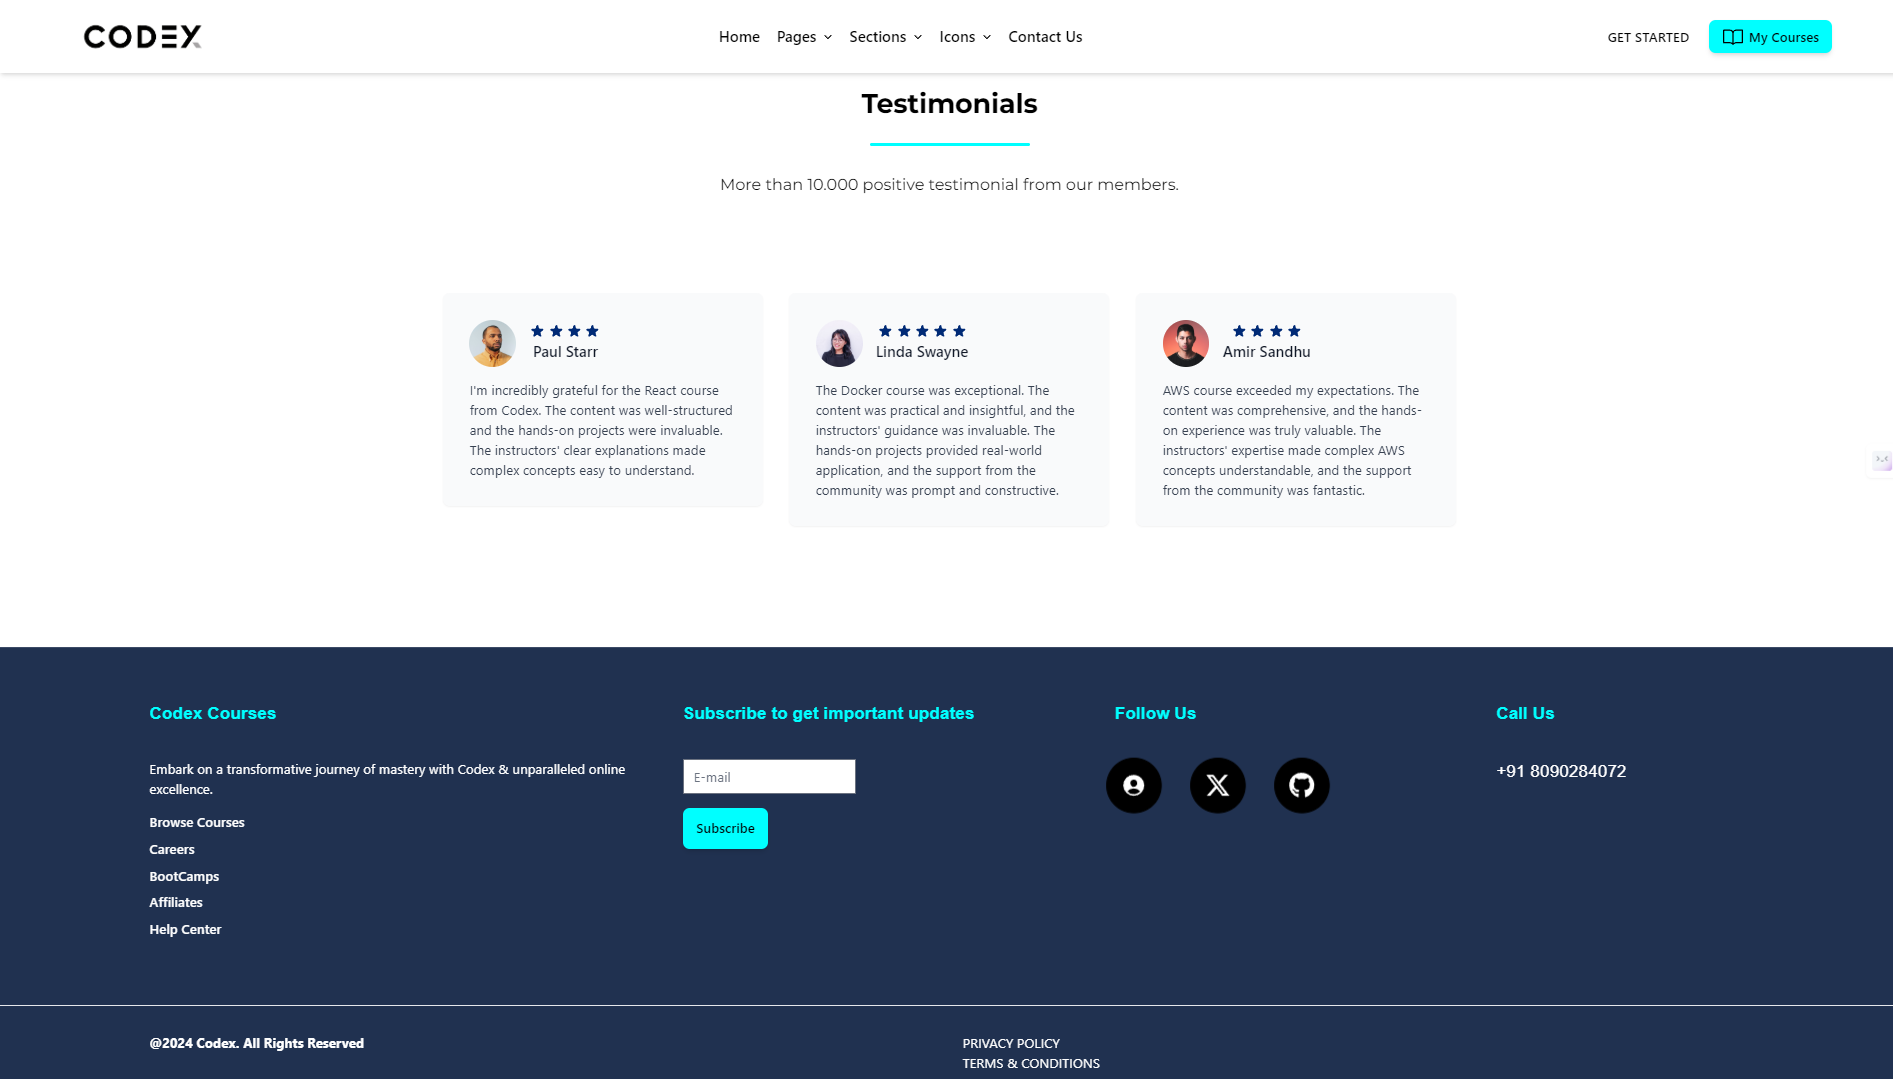 CODEX
Home Pages Sections Icons Contact Us
GET STARTED My Courses
Testimonials
More than 10.000 positive testimonial from our members.
Paul Starr
I'm incredibly grateful for the React course
from Codex. The content was well-structured
and the hands-on projects were invaluable.
The instructors' clear explanations made
complex concepts easy to understand.
Linda Swayne
The Docker course was exceptional. The
content was practical and insightful, and the
instructors' guidance was invaluable. The
hands-on projects provided real-world
application, and the support from the
community was prompt and constructive.
Amir Sandhu
AWS course exceeded my expectations. The
content was comprehensive, and the hands-
on experience was truly valuable. The
instructors' expertise made complex AWS
concepts understandable, and the support
from the community was fantastic.
Codex Courses
Embark on a transformative journey of mastery with Codex & unparalleled online
excellence.
Browse Courses
Careers
BootCamps
Affiliates
Help Center
Subscribe to get important updates
E-mail
Subscribe
Follow Us
X
Call Us
+91 8090284072
@2024 Codex. All Rights Reserved
PRIVACY POLICY
TERMS & CONDITIONS